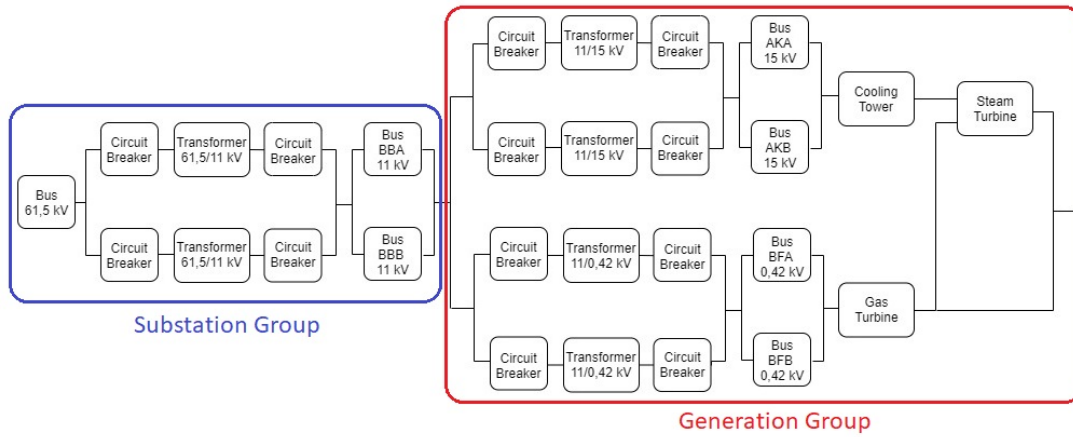 Circuit
Breaker
Transformer
11/15 kV
Circuit
Breaker
Bus
AKA
15 kV
Cooling
Tower
Steam
Turbine
Circuit
Breaker
Transformer
11/15 kV
Circuit
Breaker
Bus
AKB
15 kV
Circuit
Breaker
Transformer
61,5/11 kV
Circuit
Breaker
Bus
BBA
11 kV
Bus
61,5 kV
Circuit
Breaker
Transformer
61,5/11 kV
Circuit
Breaker
Bus
BBB
11 kV
Substation Group
Circuit
Breaker
Transformer
11/0,42 kV
Circuit
Breaker
Bus
BFA
0,42 kV
Gas
Turbine
Circuit
Breaker
Transformer
11/0,42 kV
Circuit
Breaker
Bus
BFB
0,42 kV
Generation Group